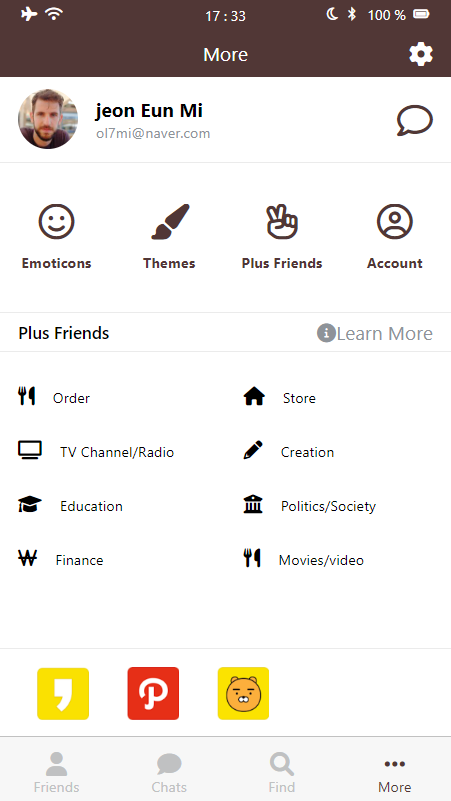 17 : 33
100 %
More
jeon Eun Mi
ol7mi@naver.com
Emoticons
Themes
Plus Friends
Account
Plus Friends
Learn More
Order
Store
TV Channel/Radio
Creation
Education
Politics/Society
Finance
Movies/video
Friends
Chats
Find
More